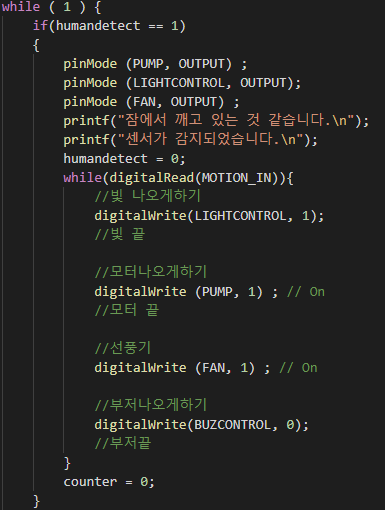 while ( 1 ) {
if(humandetect == 1)
{
pinMode (PUMP, OUTPUT) ;
pinMode (LIGHTCONTROL, OUTPUT);
pinMode (FAN, OUTPUT) ;
printf("잠에서 깨고 있는 것 같습니다.\n");
printf("센서가 감지되었습니다.\n");
humandetect = 0;
while(digitalRead(MOTION_IN)){
//빛 나오게하기
digitalWrite(LIGHTCONTROL, 1);
//빛 끝
//모터나오게하기
digitalWrite (PUMP, 1) ; // On
//모터 끝
//선풍기
digitalWrite (FAN, 1) ; // On
//부저나오게하기
digitalWrite(BUZCONTROL, 0);
//부저끝
}
counter = 0;
}